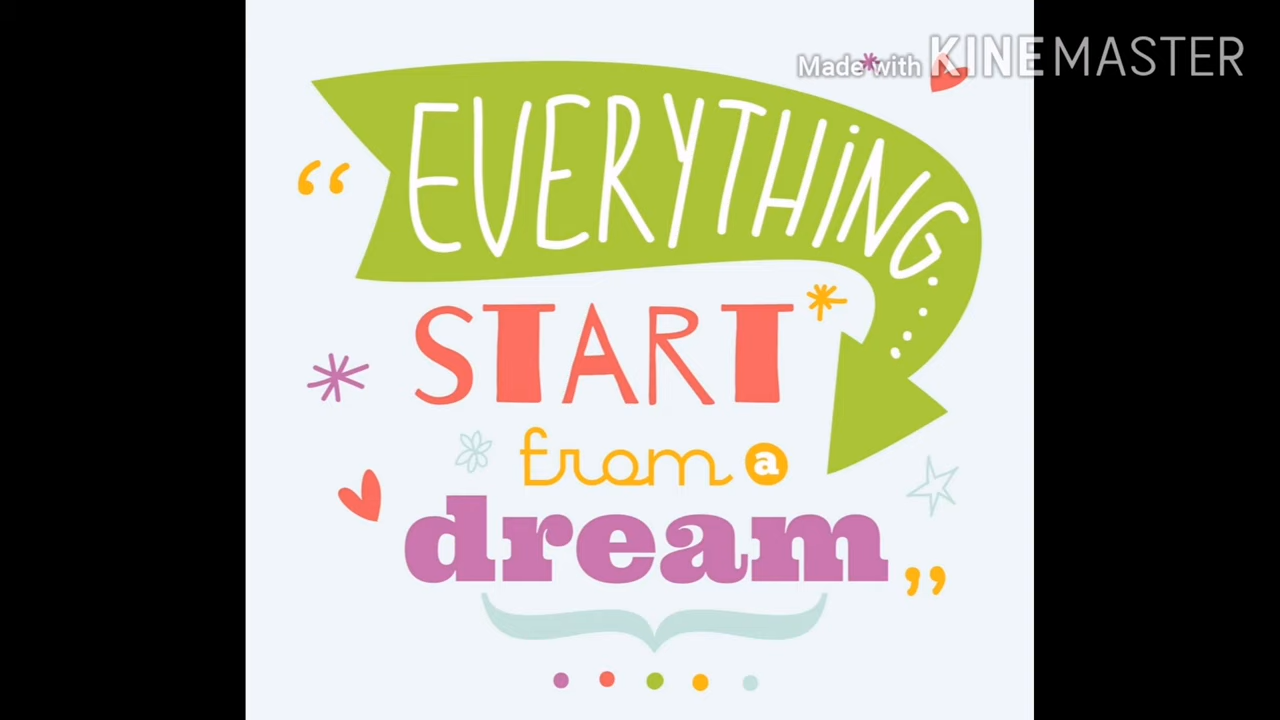 Made with KINEMASTER
“
EVERYTHING....
START
from a
dream
”